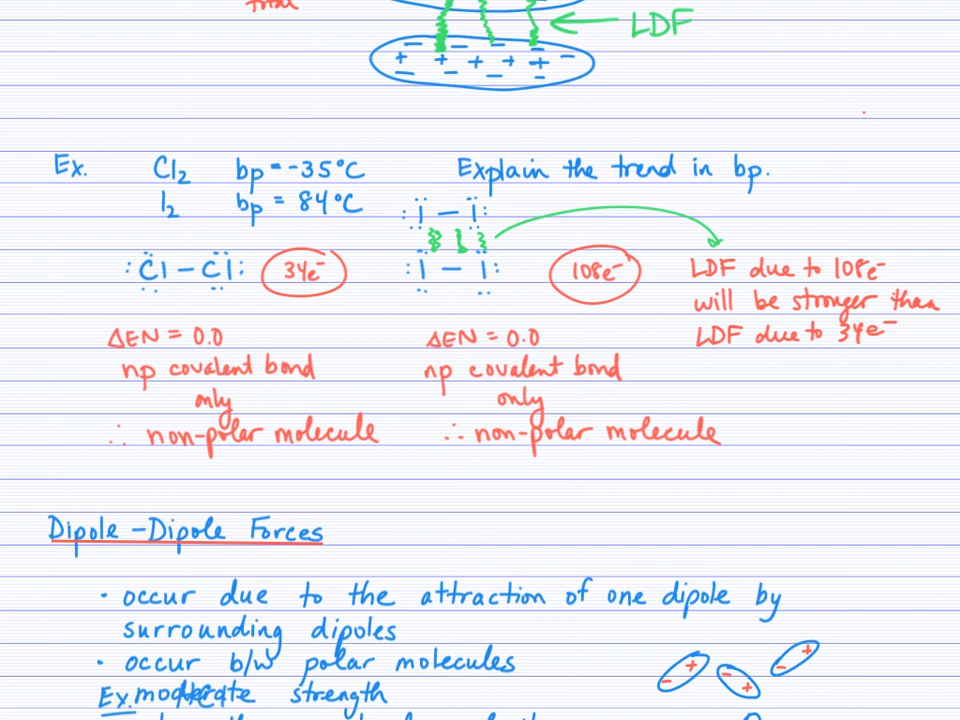 total
LDF
Ex. Cl2 bp = -35°C Explain the trend in bp.
I2 bp = 84°C
I – I
Cl – Cl 34e⁻ I – I 108e⁻ LDF due to 108e⁻
will be stronger than
LDF due to 34e⁻
ΔEN = 0.0 ΔEN = 0.0
np covalent bond np covalent bond
only only
∴ non-polar molecule ∴ non-polar molecule
Dipole-Dipole Forces
• occur due to the attraction of one dipole by
surrounding dipoles
• occur b/w polar molecules
Ex. moderate strength